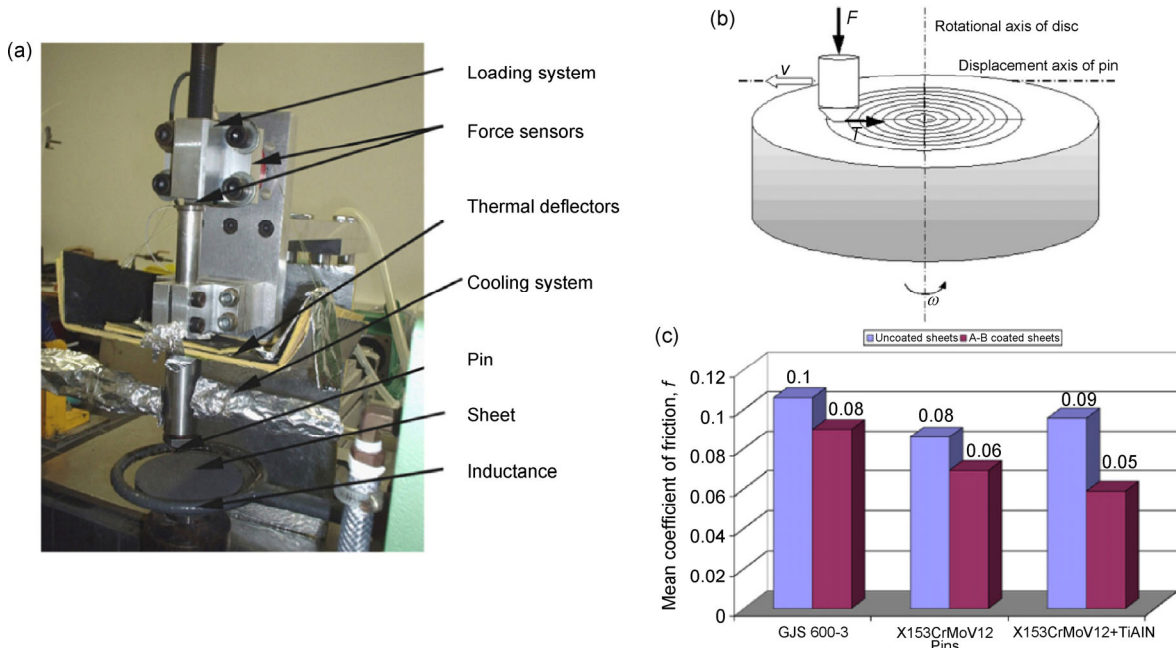 (a)
Loading system
Force sensors
Thermal deflectors
Cooling system
Pin
Sheet
Inductance
(b)
F
Rotational axis of disc
v
Displacement axis of pin
T
ω
(c)
Uncoated sheets A-B coated sheets
Mean coefficient of friction, f
0.12
0.1
0.08
0.06
0.04
0.02
0
0.1
0.08
0.08
0.06
0.09
0.05
GJS 600-3 X153CrMoV12 X153CrMoV12+TiAlN
Pins